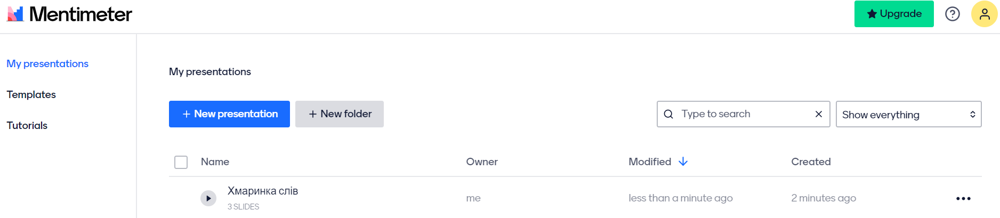 Mentimeter
Upgrade
My presentations
Templates
Tutorials
My presentations
+ New presentation
+ New folder
Type to search
Show everything
Name Owner Modified Created
Хмаринка слів
3 SLIDES
me less than a minute ago 2 minutes ago